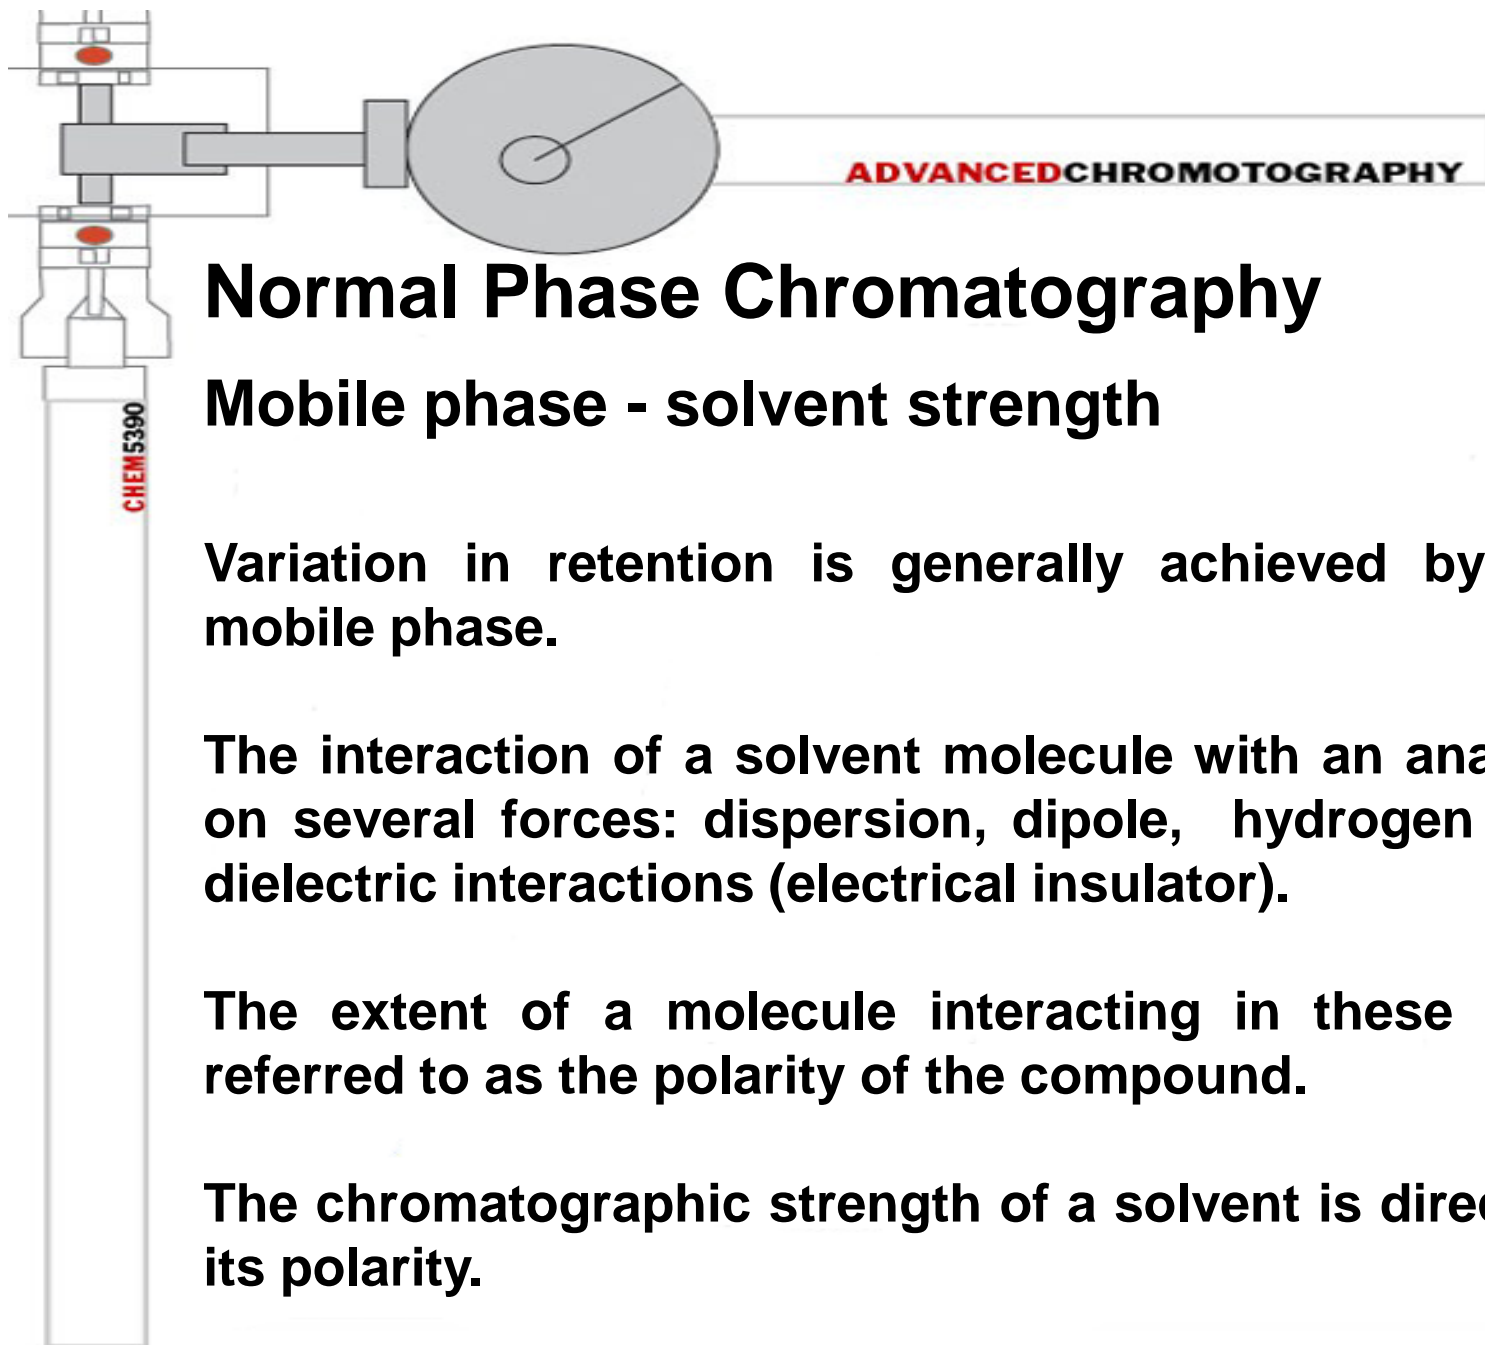 ADVANCEDCHROMOTOGRAPHY
Normal Phase Chromatography
Mobile phase - solvent strength
CHEM5390
Variation in retention is generally achieved by
mobile phase.
The interaction of a solvent molecule with an ana
on several forces: dispersion, dipole, hydrogen
dielectric interactions (electrical insulator).
The extent of a molecule interacting in these
referred to as the polarity of the compound.
The chromatographic strength of a solvent is direc
its polarity.